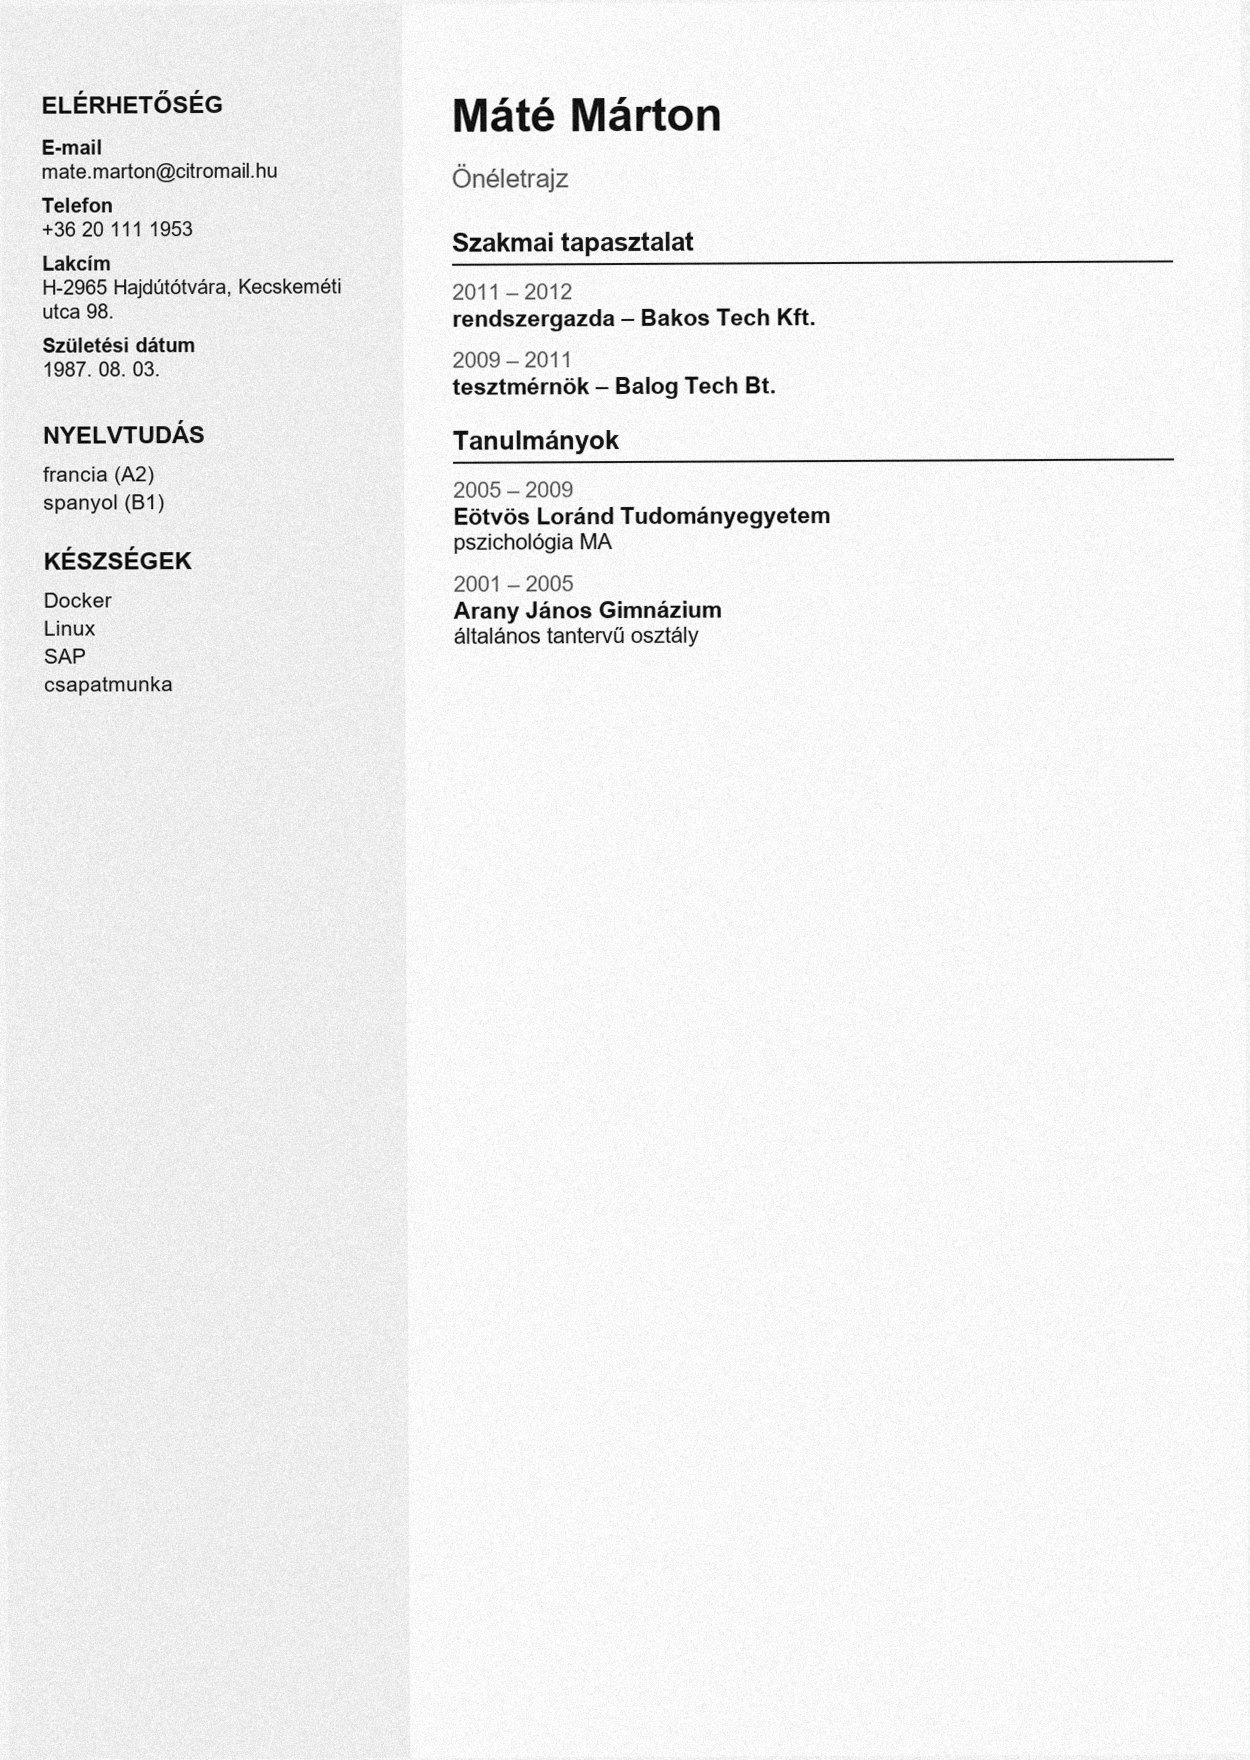 ELÉRHETŐSÉG
E-mail
mate.marton@citromail.hu
Telefon
+36 20 111 1953
Lakcím
H-2965 Hajdútótvára, Kecskeméti
utca 98.
Születési dátum
1987. 08. 03.
NYELVTUDÁS
francia (A2)
spanyol (B1)
KÉSZSÉGEK
Docker
Linux
SAP
csapatmunka
Máté Márton
Önéletrajz
Szakmai tapasztalat
2011 – 2012
rendszergazda – Bakos Tech Kft.
2009 – 2011
tesztmérnök – Balog Tech Bt.
Tanulmányok
2005 – 2009
Eötvös Loránd Tudományegyetem
pszichológia MA
2001 – 2005
Arany János Gimnázium
általános tantervű osztály